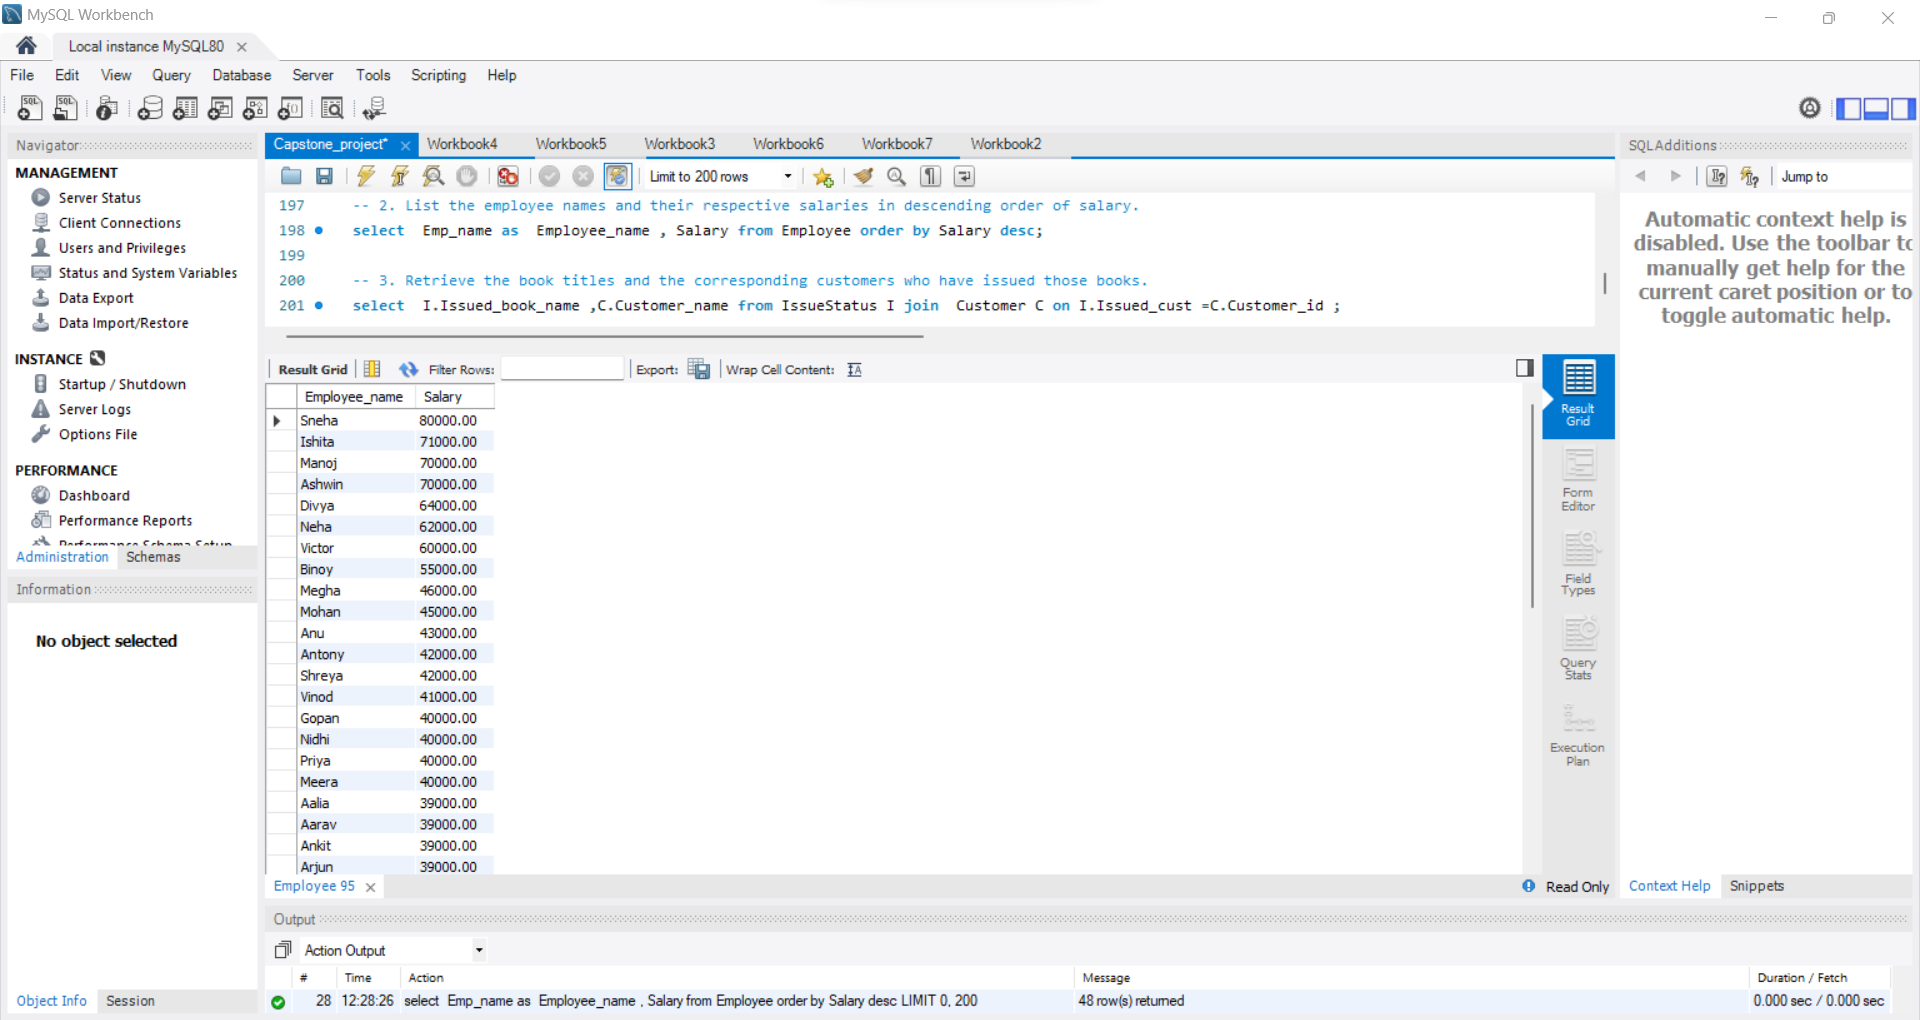 MySQL Workbench
Local instance MySQL80
File Edit View Query Database Server Tools Scripting Help
Navigator
MANAGEMENT
Server Status
Client Connections
Users and Privileges
Status and System Variables
Data Export
Data Import/Restore
INSTANCE
Startup / Shutdown
Server Logs
Options File
PERFORMANCE
Dashboard
Performance Reports
Performance Schema Setup
Administration Schemas
Information
No object selected
Object Info Session
Capstone_project* Workbook4 Workbook5 Workbook3 Workbook6 Workbook7 Workbook2
Limit to 200 rows
197 -- 2. List the employee names and their respective salaries in descending order of salary.
198 select Emp_name as Employee_name , Salary from Employee order by Salary desc;
199
200 -- 3. Retrieve the book titles and the corresponding customers who have issued those books.
201 select I.Issued_book_name ,C.Customer_name from IssueStatus I join Customer C on I.Issued_cust =C.Customer_id ;
Result Grid Filter Rows: Export: Wrap Cell Content:
Employee_name Salary
Sneha 80000.00
Ishita 71000.00
Manoj 70000.00
Ashwin 70000.00
Divya 64000.00
Neha 62000.00
Victor 60000.00
Binoy 55000.00
Megha 46000.00
Mohan 45000.00
Anu 43000.00
Antony 42000.00
Shreya 42000.00
Vinod 41000.00
Gopan 40000.00
Nidhi 40000.00
Priya 40000.00
Meera 40000.00
Aalia 39000.00
Aarav 39000.00
Ankit 39000.00
Arjun 39000.00
Result
Grid
Form
Editor
Field
Types
Query
Stats
Execution
Plan
Employee 95
Read Only
SQLAdditions
Jump to
Automatic context help is
disabled. Use the toolbar to
manually get help for the
current caret position or to
toggle automatic help.
Context Help Snippets
Output
Action Output
# Time Action Message Duration / Fetch
28 12:28:26 select Emp_name as Employee_name , Salary from Employee order by Salary desc LIMIT 0, 200 48 row(s) returned 0.000 sec / 0.000 sec